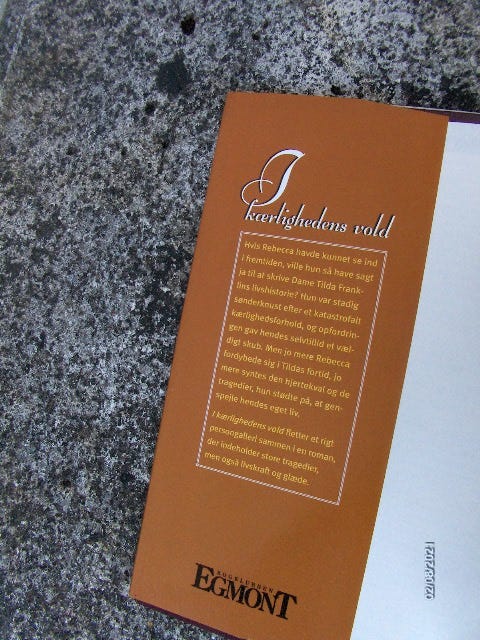 I
kærlighedens vold
Hvis Rebecca havde kunnet se ind
i fremtiden, ville hun så have sagt
ja til at skrive Dame Tilda Frank-
lins livshistorie? Hun var stadig
sønderknust efter et katastrofalt
kærlighedsforhold, og opfordrin-
gen gav hendes selvtillid et væl-
digt skub. Men jo mere Rebecca
fordybede sig i Tildas fortid, jo
mere syntes den hjertekval og de
tragedier, hun stødte på, at gen-
spejle hendes eget liv.
I kærlighedens vold fletter et rigt
persongalleri sammen i en roman,
der indeholder store tragedier,
men også livskraft og glæde.
BOGKLUBBEN
EGMONT
02/08/2021